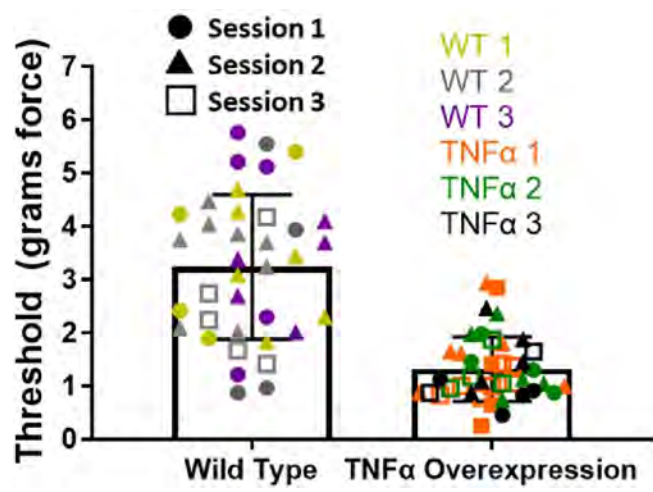 Session 1
Session 2
Session 3
WT 1
WT 2
WT 3
TNFα 1
TNFα 2
TNFα 3
Threshold (grams force)
7
6
5
4
3
2
1
0
Wild Type
TNFα Overexpression